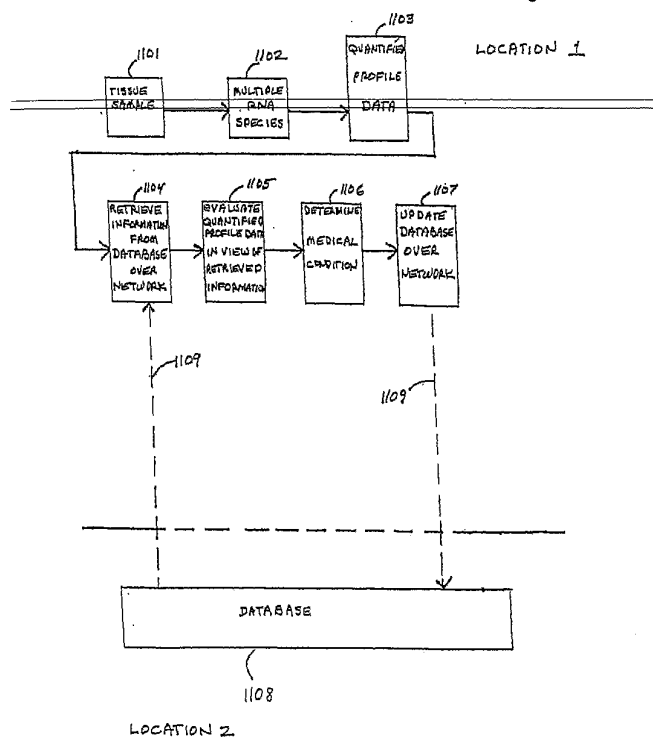 1103
1101
1102
QUANTIFIED
PROFILE
DATA
LOCATION 1
TISSUE
SAMPLE
MULTIPLE
RNA
SPECIES
1104
1105
1106
1107
RETRIEVE
INFORMATION
FROM
DATABASE
OVER
NETWORK
EVALUATE
QUANTIFIED
PROFILE DATA
IN VIEW OF
RETRIEVED
INFORMATION
DETERMINE
MEDICAL
CONDITION
UPDATE
DATABASE
OVER
NETWORK
1109
1109
DATABASE
1108
LOCATION 2